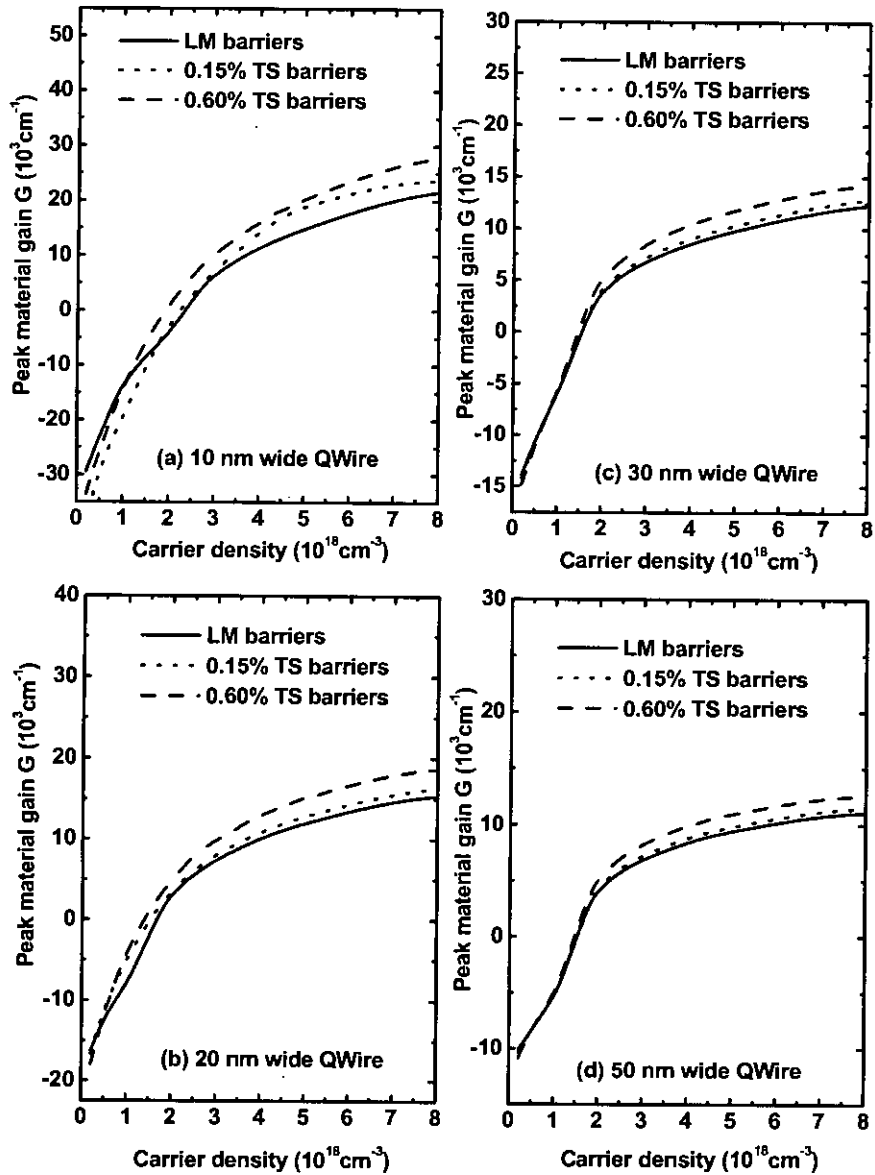 50
40
30
20
10
0
-10
-20
-30
Peak material gain G (10³cm⁻¹)
LM barriers
0.15% TS barriers
0.60% TS barriers
(a) 10 nm wide QWire
0 1 2 3 4 5 6 7 8
Carrier density (10¹⁸cm⁻³)
30
25
20
15
10
5
0
-5
-10
-15
Peak material gain G (10³cm⁻¹)
LM barriers
0.15% TS barriers
0.60% TS barriers
(c) 30 nm wide QWire
0 1 2 3 4 5 6 7 8
Carrier density (10¹⁸cm⁻³)
40
30
20
10
0
-10
-20
Peak material gain G (10³cm⁻¹)
LM barriers
0.15% TS barriers
0.60% TS barriers
(b) 20 nm wide QWire
0 1 2 3 4 5 6 7 8
Carrier density (10¹⁸cm⁻³)
30
20
10
0
-10
Peak material gain G (10³cm⁻¹)
LM barriers
0.15% TS barriers
0.60% TS barriers
(d) 50 nm wide QWire
0 1 2 3 4 5 6 7 8
Carrier density (10¹⁸cm⁻³)